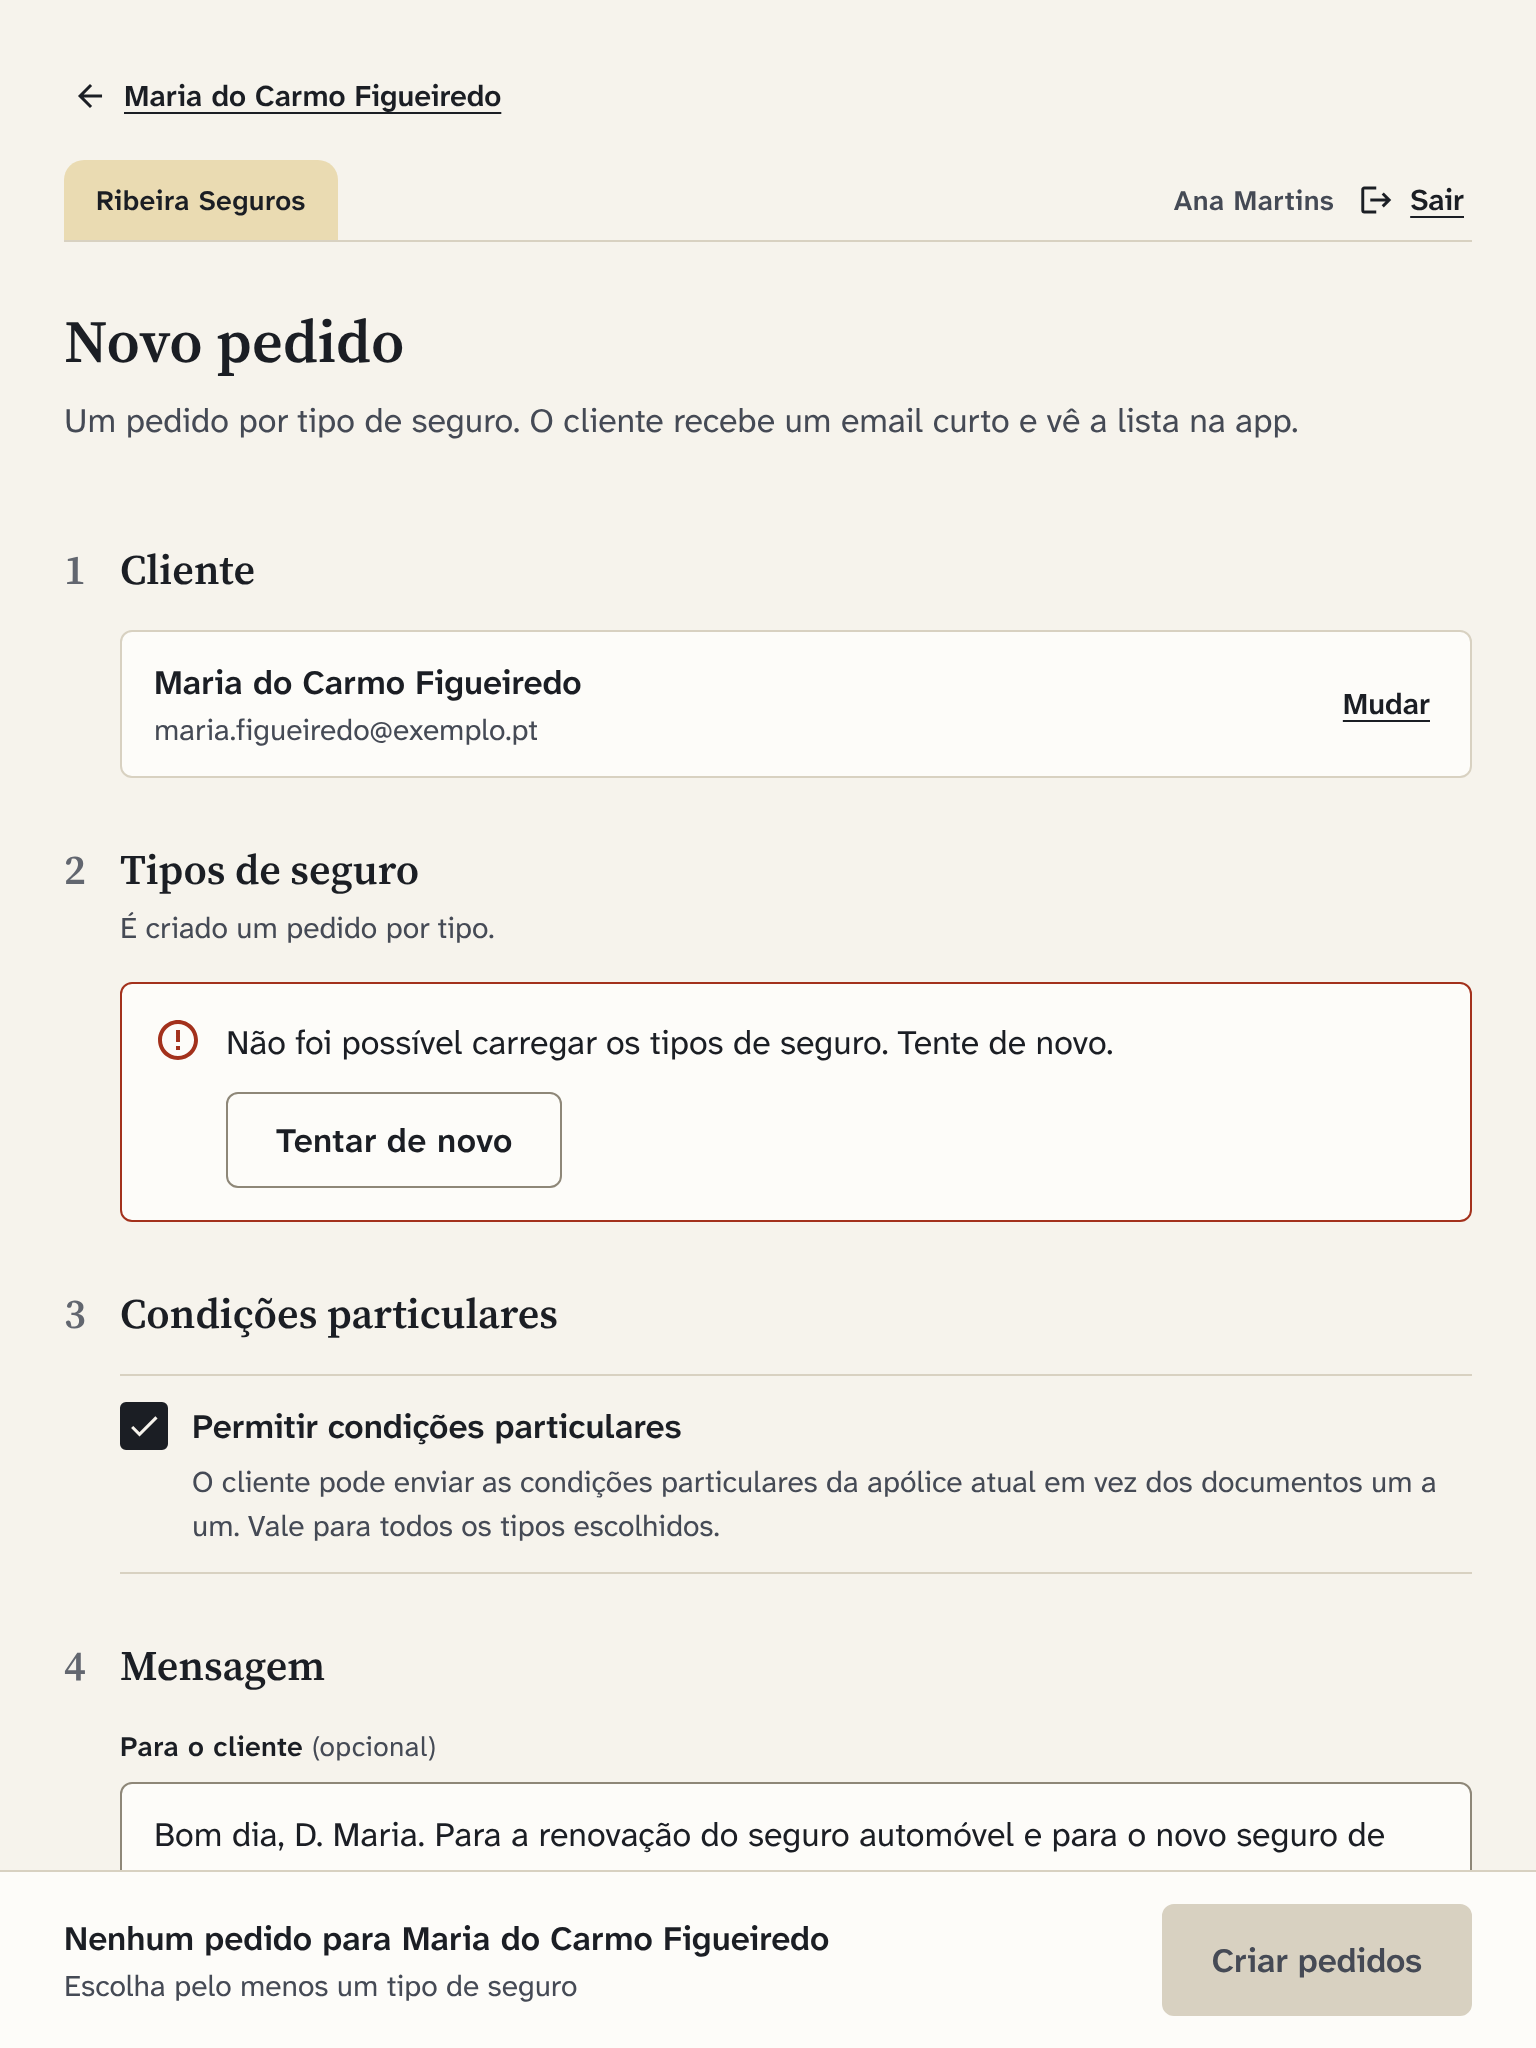 Maria do Carmo Figueiredo
Ribeira Seguros
Ana Martins
Sair
Novo pedido
Um pedido por tipo de seguro. O cliente recebe um email curto e vê a lista na app.
1 Cliente
Maria do Carmo Figueiredo
maria.figueiredo@exemplo.pt
Mudar
2 Tipos de seguro
É criado um pedido por tipo.
Não foi possível carregar os tipos de seguro. Tente de novo.
Tentar de novo
3 Condições particulares
Permitir condições particulares
O cliente pode enviar as condições particulares da apólice atual em vez dos documentos um a
um. Vale para todos os tipos escolhidos.
4 Mensagem
Para o cliente (opcional)
Bom dia, D. Maria. Para a renovação do seguro automóvel e para o novo seguro de
Nenhum pedido para Maria do Carmo Figueiredo
Escolha pelo menos um tipo de seguro
Criar pedidos